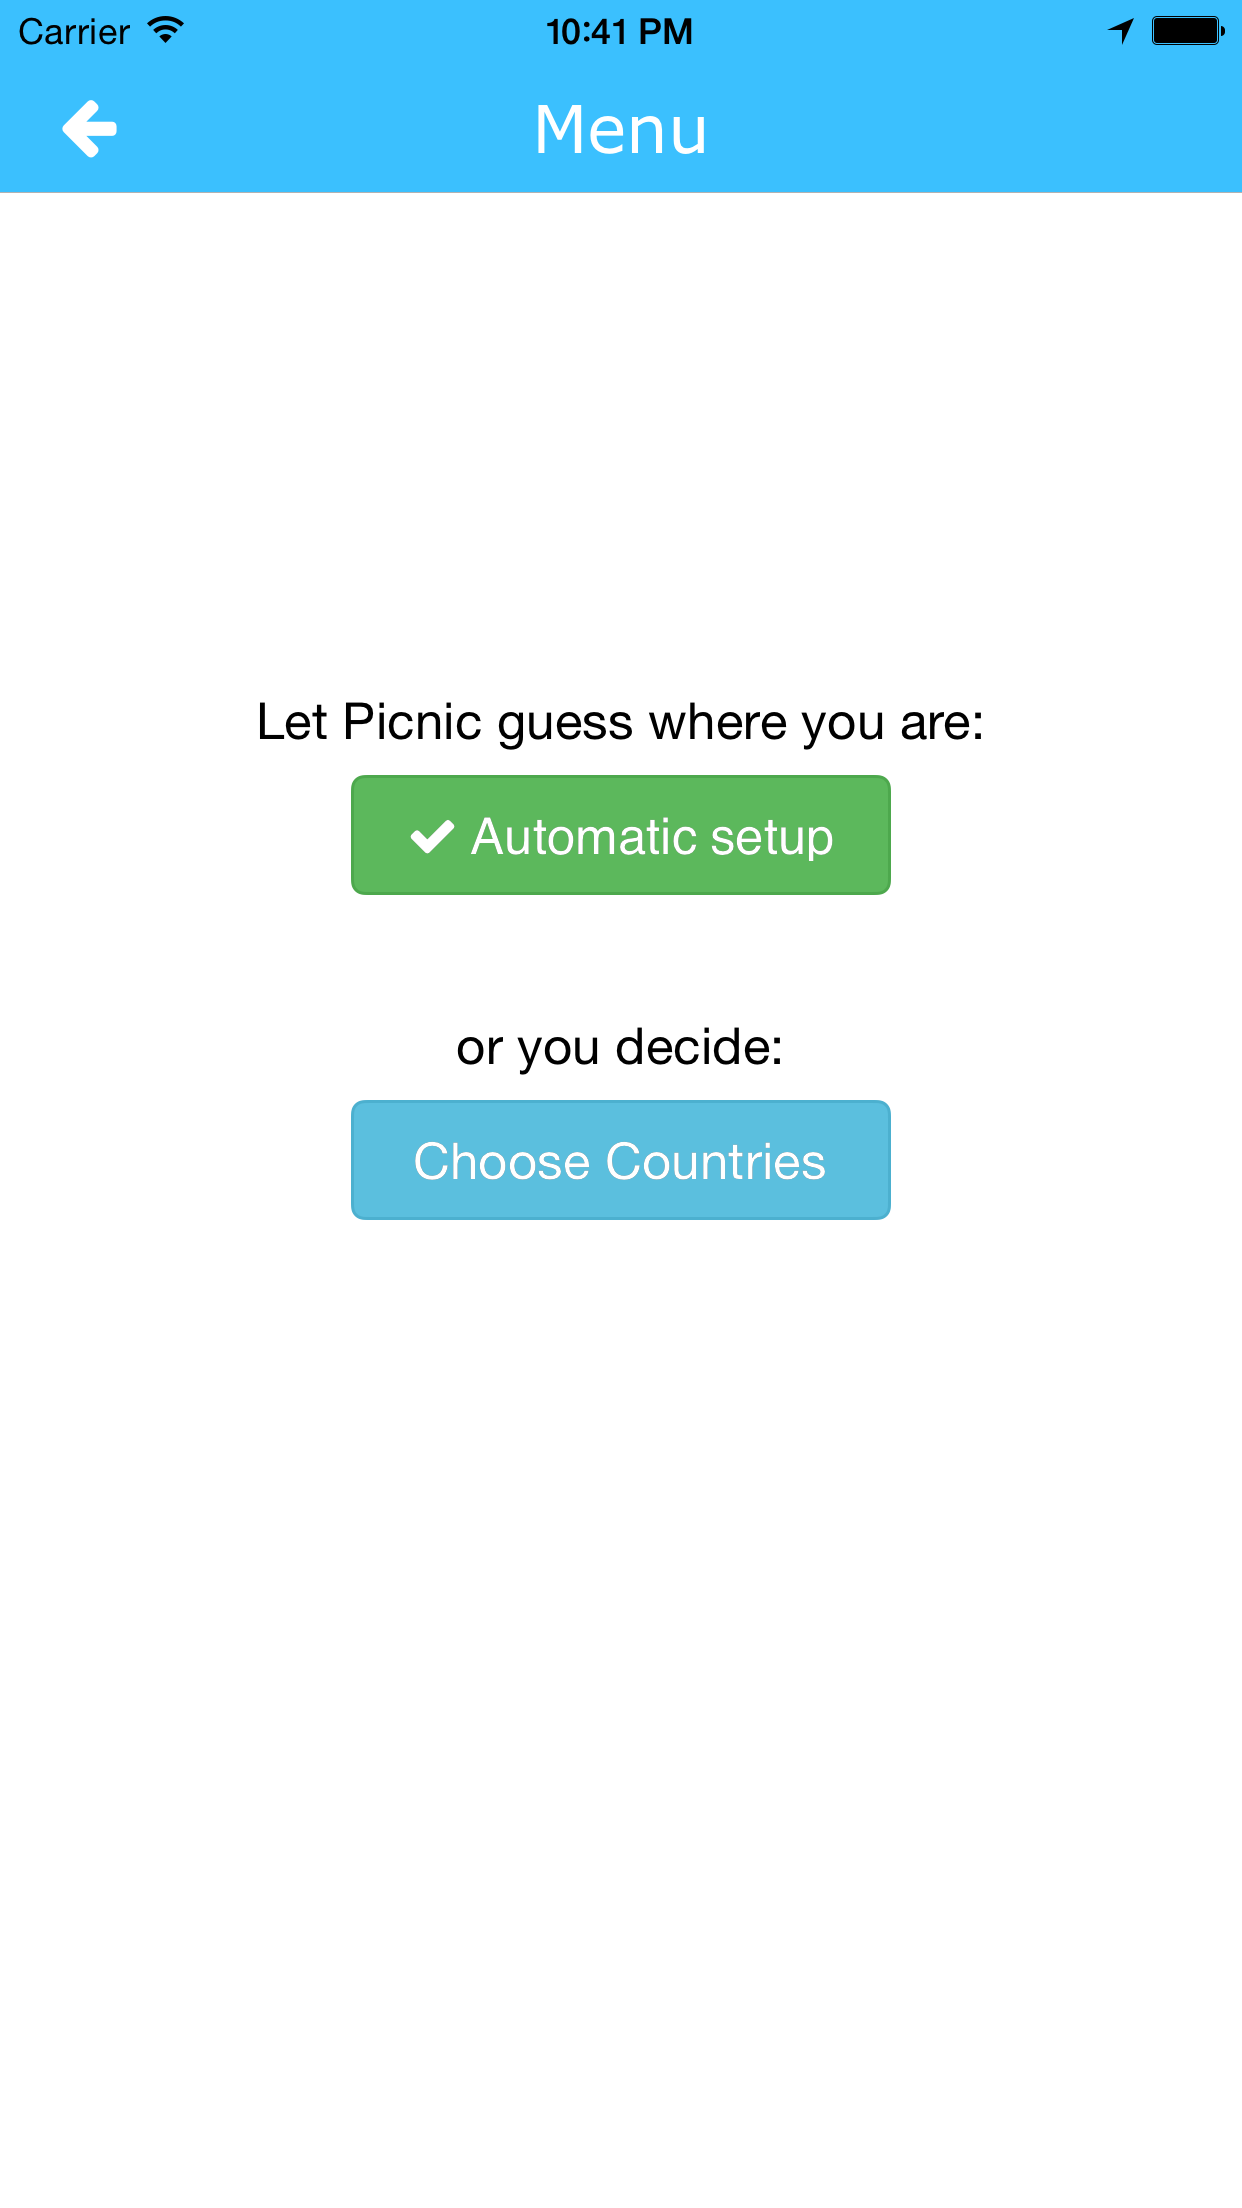 Carrier 10:41 PM
Menu
Let Picnic guess where you are:
Automatic setup
or you decide:
Choose Countries